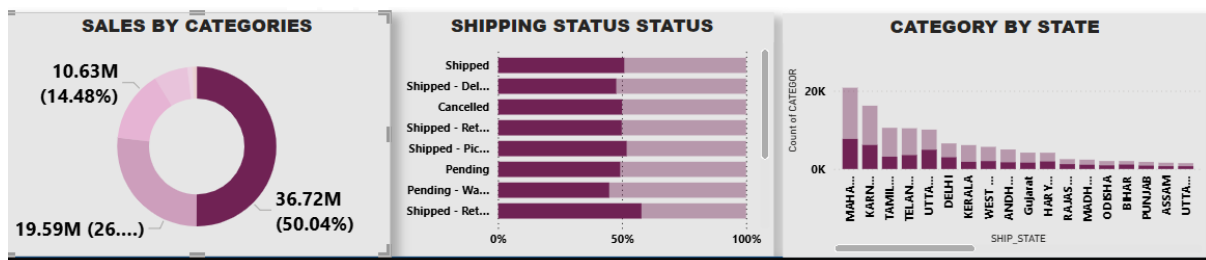 SALES BY CATEGORIES
10.63M
(14.48%)
36.72M
(50.04%)
19.59M (26....)
SHIPPING STATUS STATUS
Shipped
Shipped - Del...
Cancelled
Shipped - Ret...
Shipped - Pic...
Pending
Pending - Wa...
Shipped - Ret...
0%
50%
100%
CATEGORY BY STATE
Count of CATEGOR
20K
0K
MAHA...
KARN...
TAMIL...
TELAN...
UTTA...
DELHI
KERALA
WEST ...
ANDH...
Gujarat
HARY...
RAJAS...
MADH...
ODISHA
BIHAR
PUNJAB
ASSAM
UTTA...
SHIP_STATE